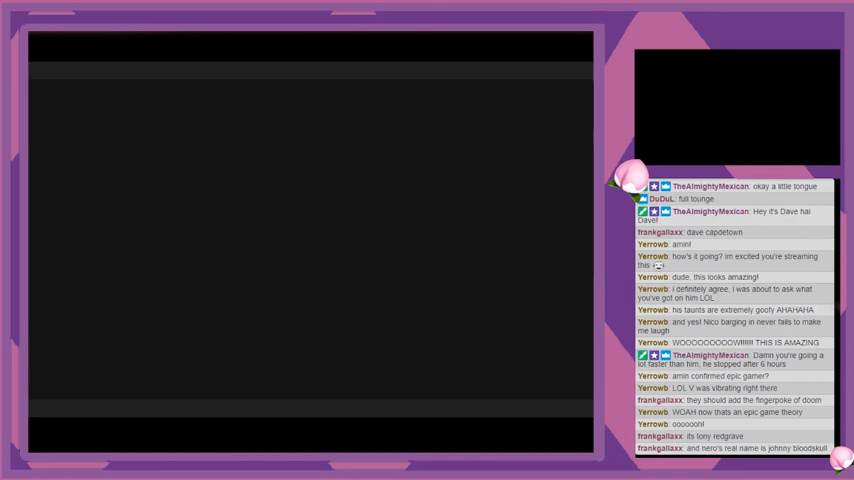 TheAlmightyMexican: okay a little tongue
DuDuL: full tounge
TheAlmightyMexican: Hey it's Dave hai
Dave!
frankgallaxx: dave capdetown
Yerrowb: amin!
Yerrowb: how's it going? im excited you're streaming
this
Yerrowb: dude, this looks amazing!
Yerrowb: i definitely agree, i was about to ask what
you've got on him LOL
Yerrowb: his taunts are extremely goofy AHAHAHA
Yerrowb: and yes! Nico barging in never fails to make
me laugh
Yerrowb: WOOOOOOOOOW!!!!!!! THIS IS AMAZING
TheAlmightyMexican: Damn you're going a
lot faster than him, he stopped after 6 hours
Yerrowb: amin confirmed epic gamer?
Yerrowb: LOL V was vibrating right there
frankgallaxx: they should add the fingerpoke of doom
Yerrowb: WOAH now thats an epic game theory
Yerrowb: ooooooh!
frankgallaxx: its tony redgrave
frankgallaxx: and nero's real name is johnny bloodskull